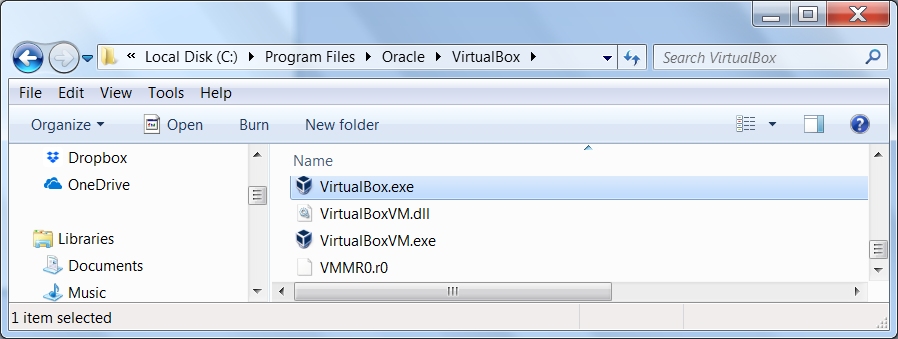 « Local Disk (C:) Program Files Oracle VirtualBox Search VirtualBox
File Edit View Tools Help
Organize Open Burn New folder
Dropbox
OneDrive
Libraries
Documents
Music
Name
VirtualBox.exe
VirtualBoxVM.dll
VirtualBoxVM.exe
VMMR0.r0
1 item selected